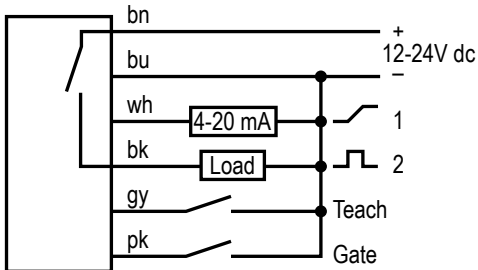 bn
+
12-24V dc
bu
–
wh
4-20 mA
1
bk
Load
2
gy
Teach
pk
Gate